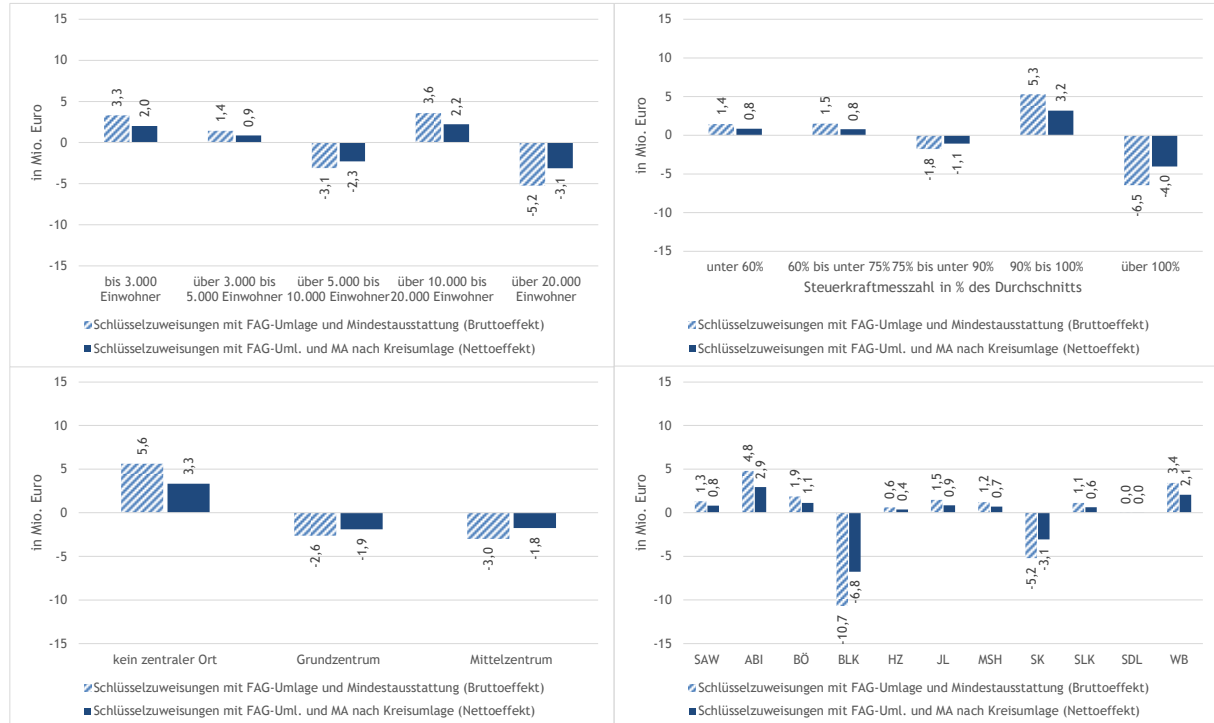 15
10
5
0
-5
-10
-15
in Mio. Euro
3,3
2,0
1,4
0,9
-3,1
-2,3
3,6
2,2
-5,2
-3,1
bis 3.000 Einwohner
über 3.000 bis 5.000 Einwohner
über 5.000 bis 10.000 Einwohner
über 10.000 bis 20.000 Einwohner
über 20.000 Einwohner
Schlüsselzuweisungen mit FAG-Umlage und Mindestausstattung (Bruttoeffekt)
Schlüsselzuweisungen mit FAG-Uml. und MA nach Kreisumlage (Nettoeffekt)
15
10
5
0
-5
-10
-15
in Mio. Euro
1,4
0,8
1,5
0,8
-1,8
-1,1
5,3
3,2
-6,5
-4,0
unter 60%
60% bis unter 75%
75% bis unter 90%
90% bis 100%
über 100%
Steuerkraftmesszahl in % des Durchschnitts
Schlüsselzuweisungen mit FAG-Umlage und Mindestausstattung (Bruttoeffekt)
Schlüsselzuweisungen mit FAG-Uml. und MA nach Kreisumlage (Nettoeffekt)
15
10
5
0
-5
-10
-15
in Mio. Euro
5,6
3,3
-2,6
-1,9
-3,0
-1,8
kein zentraler Ort
Grundzentrum
Mittelzentrum
Schlüsselzuweisungen mit FAG-Umlage und Mindestausstattung (Bruttoeffekt)
Schlüsselzuweisungen mit FAG-Uml. und MA nach Kreisumlage (Nettoeffekt)
15
10
5
0
-5
-10
-15
in Mio. Euro
1,3
0,8
4,8
2,9
1,9
1,1
-10,7
-6,8
0,6
0,4
1,5
0,9
1,2
0,7
-5,2
-3,1
1,1
0,6
0,0
0,0
3,4
2,1
SAW
ABI
BÖ
BLK
HZ
JL
MSH
SK
SLK
SDL
WB
Schlüsselzuweisungen mit FAG-Umlage und Mindestausstattung (Bruttoeffekt)
Schlüsselzuweisungen mit FAG-Uml. und MA nach Kreisumlage (Nettoeffekt)